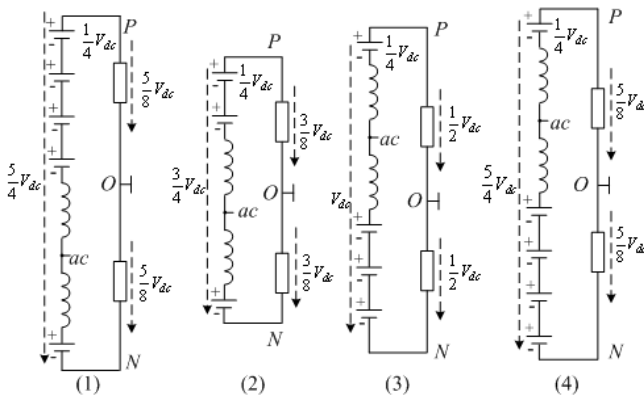 +
-
1/4 V_dc
P
+
-
+
-
+
-
5/8 V_dc
5/4 V_dc
O
ac
5/8 V_dc
+
-
N
(1)
+
-
1/4 V_dc
P
+
-
3/8 V_dc
3/4 V_dc
O
ac
3/8 V_dc
+
-
N
(2)
+
-
1/4 V_dc
P
1/2 V_dc
ac
V_dc
O
+
-
+
-
1/2 V_dc
+
-
N
(3)
+
-
1/4 V_dc
P
5/8 V_dc
ac
5/4 V_dc
O
+
-
+
-
5/8 V_dc
+
-
+
-
N
(4)